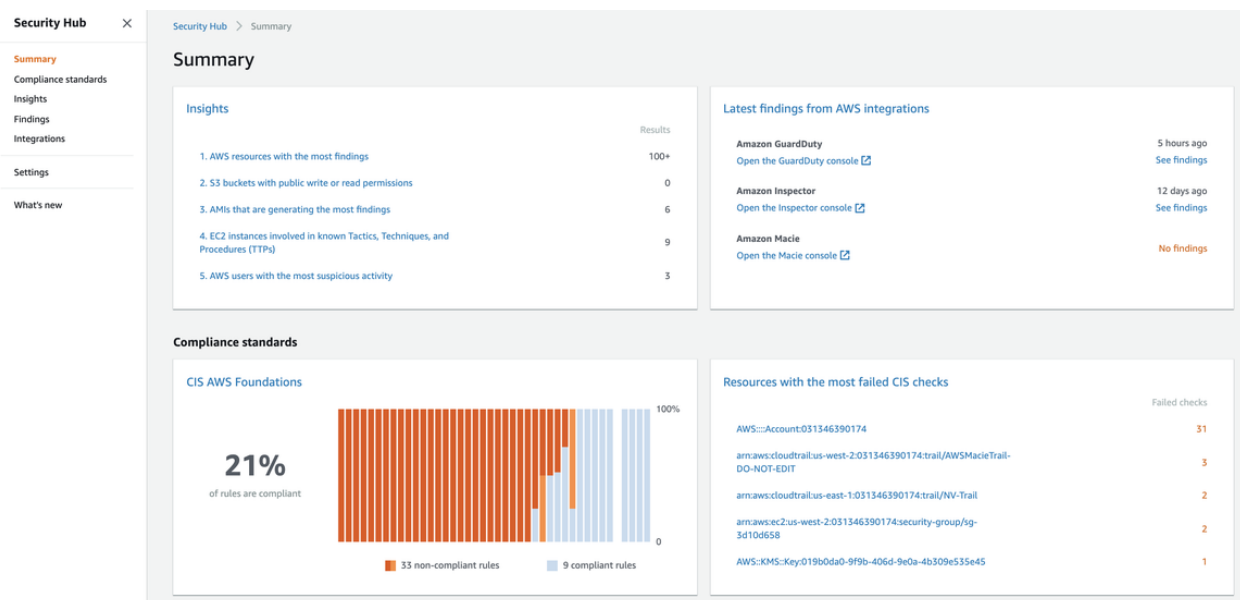 Security Hub
Summary
Compliance standards
Insights
Findings
Integrations
Settings
What's new
Security Hub > Summary
Summary
Insights
Results
1. AWS resources with the most findings 100+
2. S3 buckets with public write or read permissions 0
3. AMIs that are generating the most findings 6
4. EC2 instances involved in known Tactics, Techniques, and
Procedures (TTPs) 9
5. AWS users with the most suspicious activity 3
Latest findings from AWS integrations
Amazon GuardDuty 5 hours ago
Open the GuardDuty console See findings
Amazon Inspector 12 days ago
Open the Inspector console See findings
Amazon Macie
Open the Macie console No findings
Compliance standards
CIS AWS Foundations
21%
of rules are compliant
100%
0
33 non-compliant rules 9 compliant rules
Resources with the most failed CIS checks
Failed checks
AWS::::Account:031346390174 31
arn:aws:cloudtrail:us-west-2:031346390174:trail/AWSMacieTrail-
DO-NOT-EDIT 3
arn:aws:cloudtrail:us-east-1:031346390174:trail/NV-Trail 2
arn:aws:ec2:us-west-2:031346390174:security-group/sg-
3d10d658 2
AWS::KMS::Key:019b0da0-9f9b-406d-9e0a-4b309e535e45 1